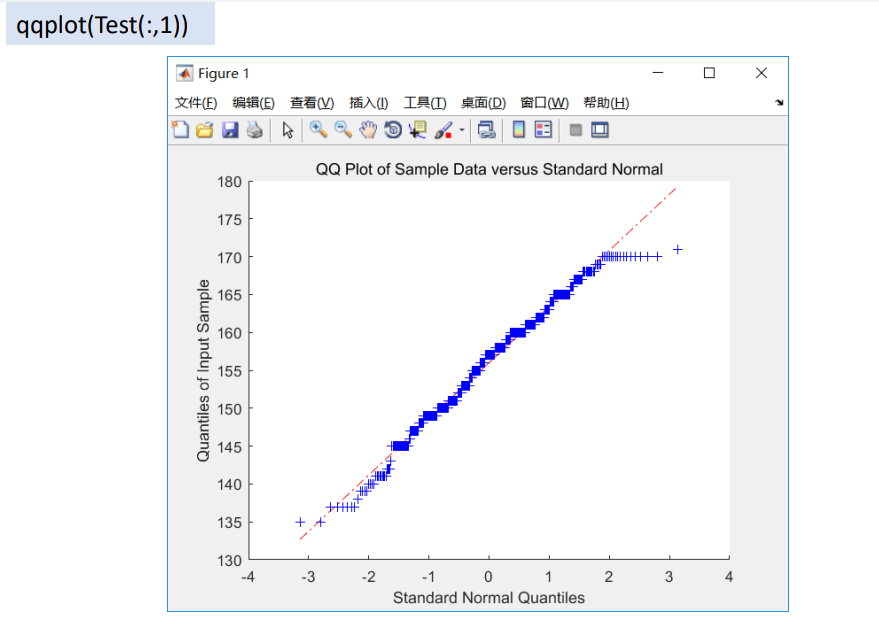 qqplot(Test(:,1))
Figure 1
文件(F) 编辑(E) 查看(V) 插入(I) 工具(T) 桌面(D) 窗口(W) 帮助(H)
QQ Plot of Sample Data versus Standard Normal
180
175
170
165
160
155
150
145
140
135
130
Quantiles of Input Sample
-4 -3 -2 -1 0 1 2 3 4
Standard Normal Quantiles